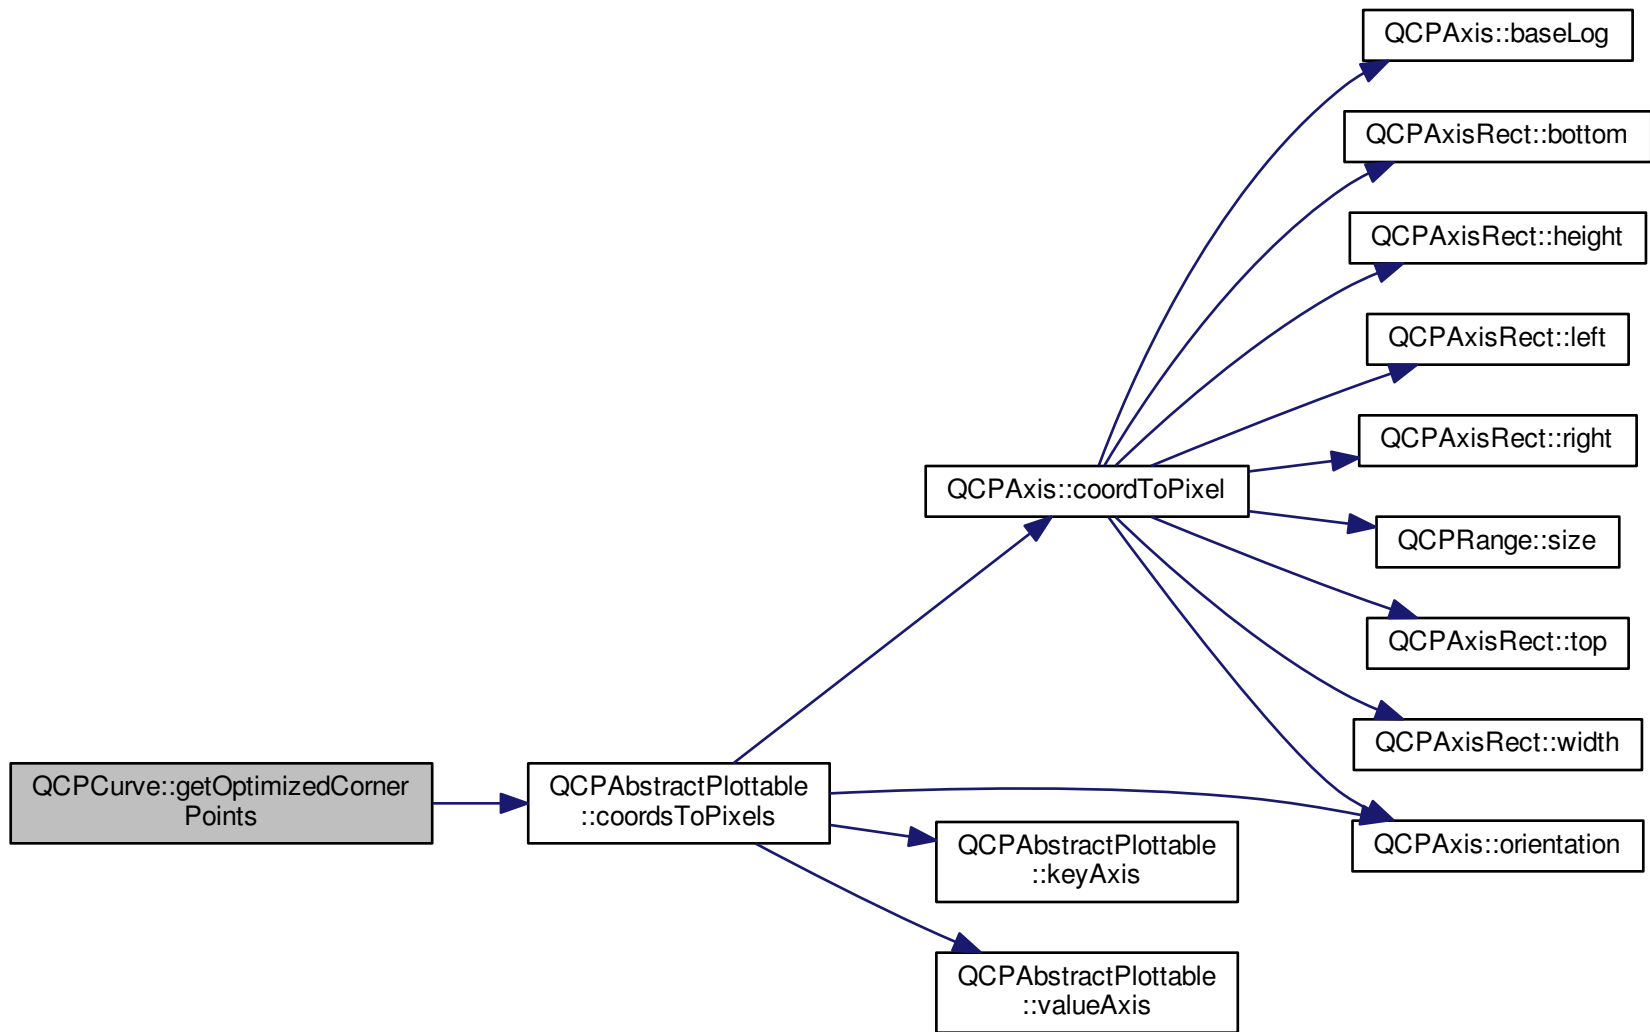 QCPAxis::baseLog
QCPAxisRect::bottom
QCPAxisRect::height
QCPAxisRect::left
QCPAxisRect::right
QCPAxis::coordToPixel
QCPRange::size
QCPAxisRect::top
QCPAxisRect::width
QCPCurve::getOptimizedCorner
Points
QCPAbstractPlottable
::coordsToPixels
QCPAxis::orientation
QCPAbstractPlottable
::keyAxis
QCPAbstractPlottable
::valueAxis